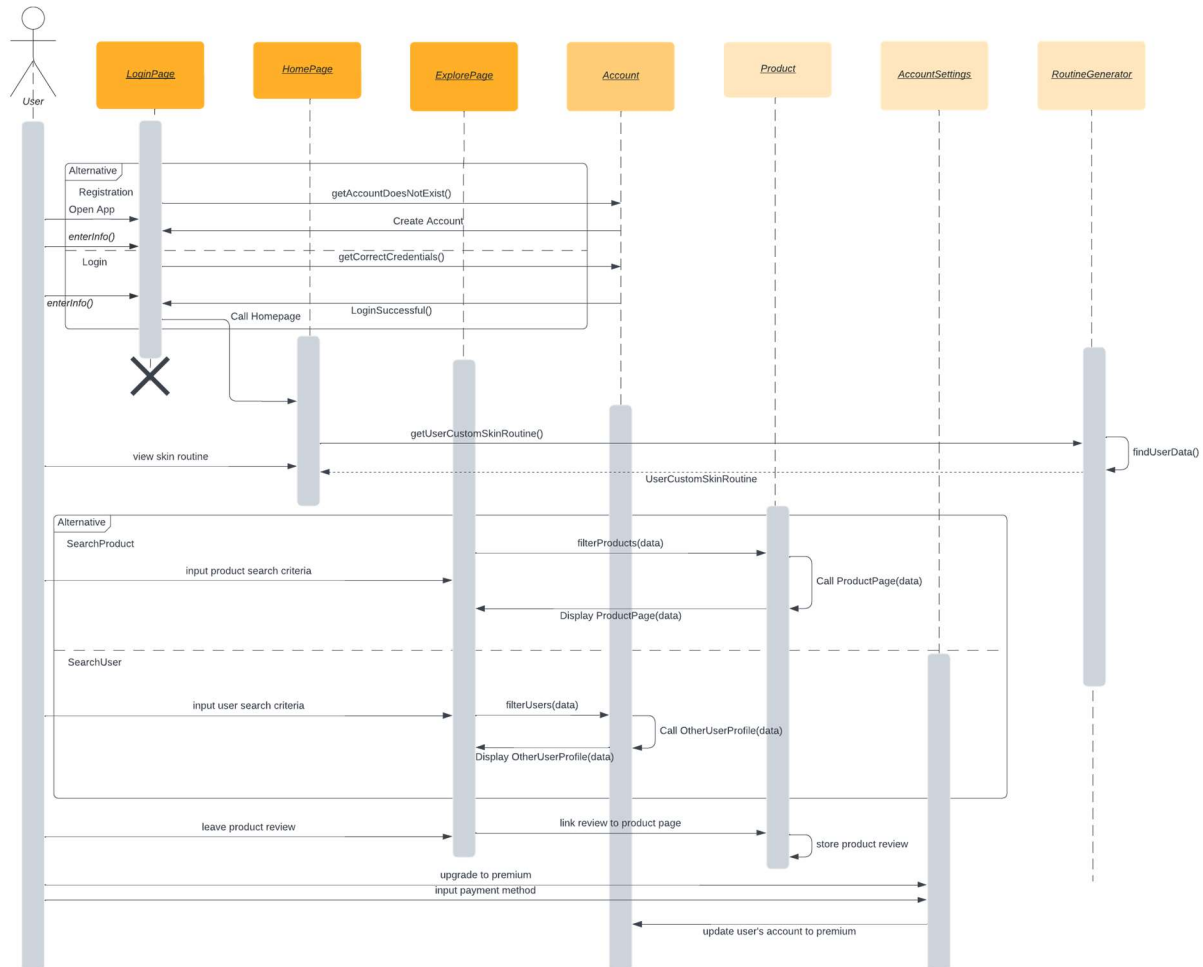 User
LoginPage
HomePage
ExplorePage
Account
Product
AccountSettings
RoutineGenerator
Alternative
Registration
getAccountDoesNotExist()
Open App
Create Account
enterInfo()
Login
getCorrectCredentials()
enterInfo()
LoginSuccessful()
Call Homepage
getUserCustomSkinRoutine()
findUserData()
view skin routine
UserCustomSkinRoutine
Alternative
SearchProduct
filterProducts(data)
input product search criteria
Call ProductPage(data)
Display ProductPage(data)
SearchUser
input user search criteria
filterUsers(data)
Call OtherUserProfile(data)
Display OtherUserProfile(data)
leave product review
link review to product page
store product review
upgrade to premium
input payment method
update user's account to premium